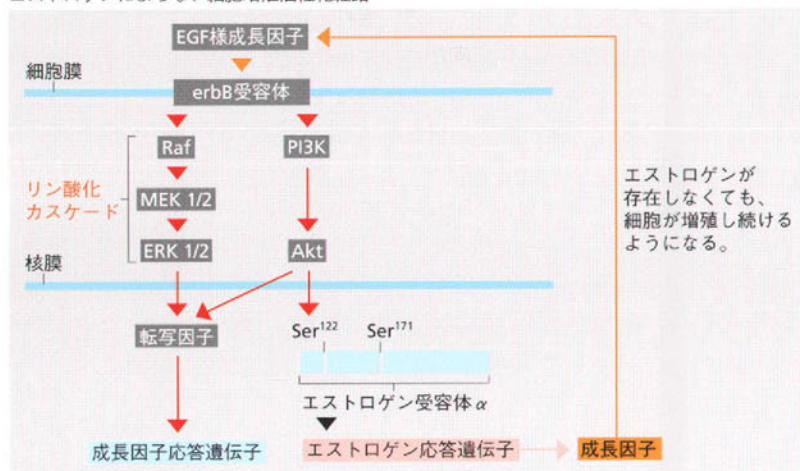 EGF様成長因子
細胞膜
erbB受容体
Raf
PI3K
リン酸化
カスケード
MEK 1/2
エストロゲンが
存在しなくても、
細胞が増殖し続ける
ようになる。
ERK 1/2
Akt
核膜
転写因子
Ser¹²²
Ser¹⁷¹
エストロゲン受容体α
成長因子応答遺伝子
エストロゲン応答遺伝子
成長因子